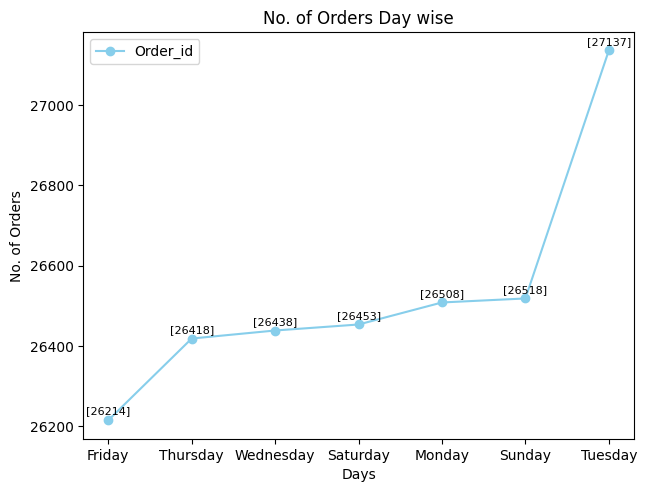 No. of Orders Day wise
Order_id
[27137]
27000
26800
No. of Orders
26600
[26508]
[26518]
[26418]
[26438]
[26453]
26400
[26214]
26200
Friday Thursday Wednesday Saturday Monday Sunday Tuesday
Days